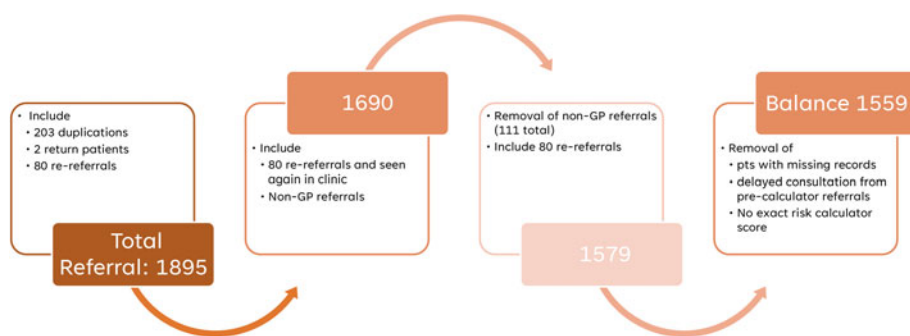 • Include
• 203 duplications
• 2 return patients
• 80 re-referrals
Total
Referral: 1895
1690
• Include
• 80 re-referrals and seen
again in clinic
• Non-GP referrals
• Removal of non-GP referrals
(111 total)
• Include 80 re-referrals
1579
Balance 1559
• Removal of
• pts with missing records
• delayed consultation from
pre-calculator referrals
• No exact risk calculator
score